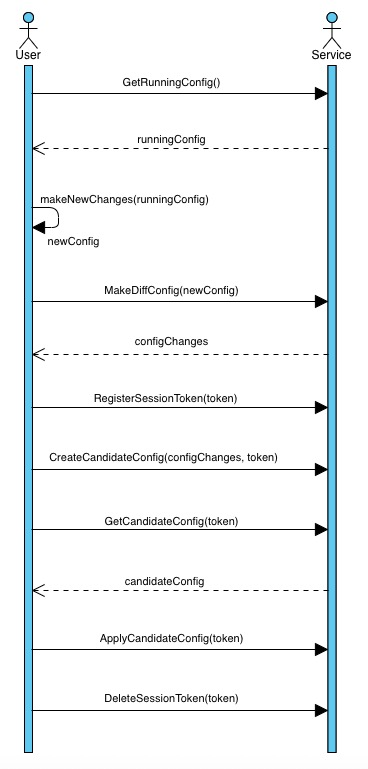 User
Service
GetRunningConfig()
runningConfig
makeNewChanges(runningConfig)
newConfig
MakeDiffConfig(newConfig)
configChanges
RegisterSessionToken(token)
CreateCandidateConfig(configChanges, token)
GetCandidateConfig(token)
candidateConfig
ApplyCandidateConfig(token)
DeleteSessionToken(token)